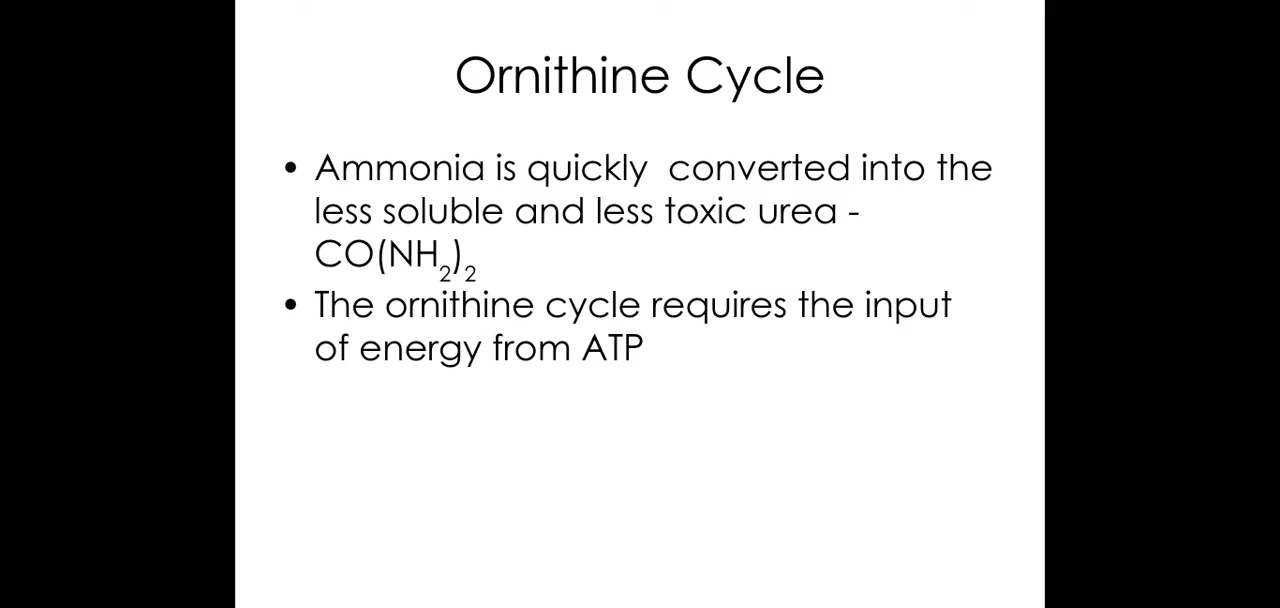 Ornithine Cycle
• Ammonia is quickly  converted into the
less soluble and less toxic urea -
CO(NH₂)₂
• The ornithine cycle requires the input
of energy from ATP